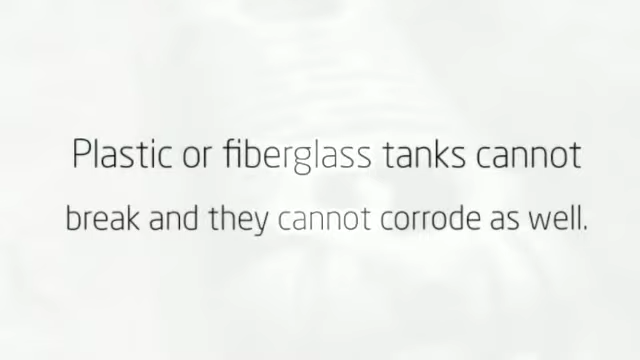 Plastic or fiberglass tanks cannot
break and they cannot corrode as well.